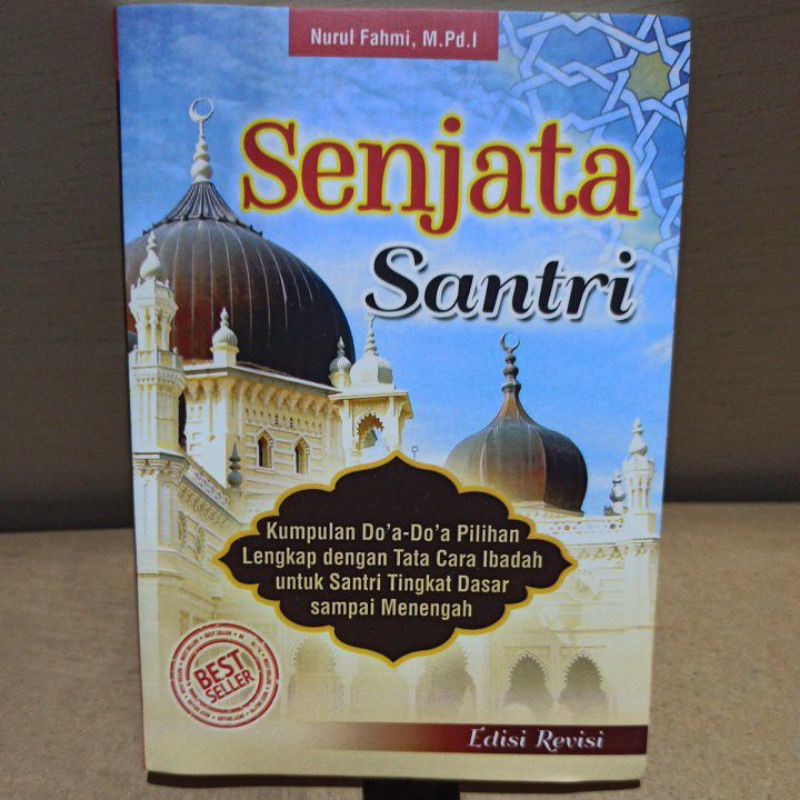 Nurul Fahmi, M.Pd.I
Senjata
Santri
Kumpulan Do'a-Do'a Pilihan
Lengkap dengan Tata Cara Ibadah
untuk Santri Tingkat Dasar
sampai Menengah
BEST
SELLER
Edisi Revisi